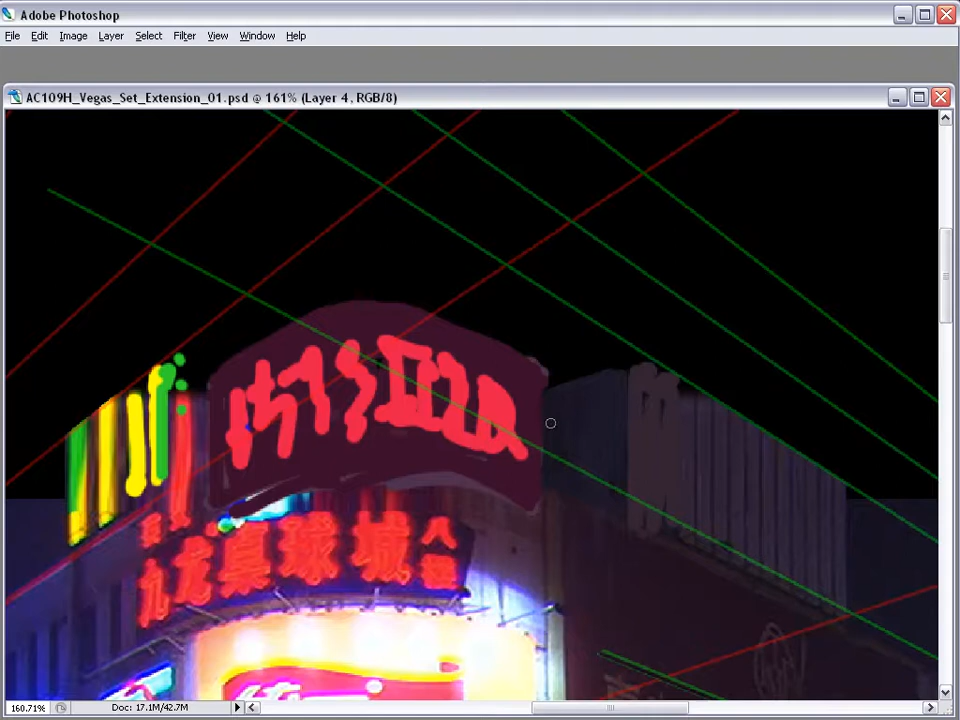 Adobe Photoshop
File Edit Image Layer Select Filter View Window Help
AC109H_Vegas_Set_Extension_01.psd @ 161% (Layer 4, RGB/8)
九龙真球城
160.71% Doc: 17.1M/42.7M